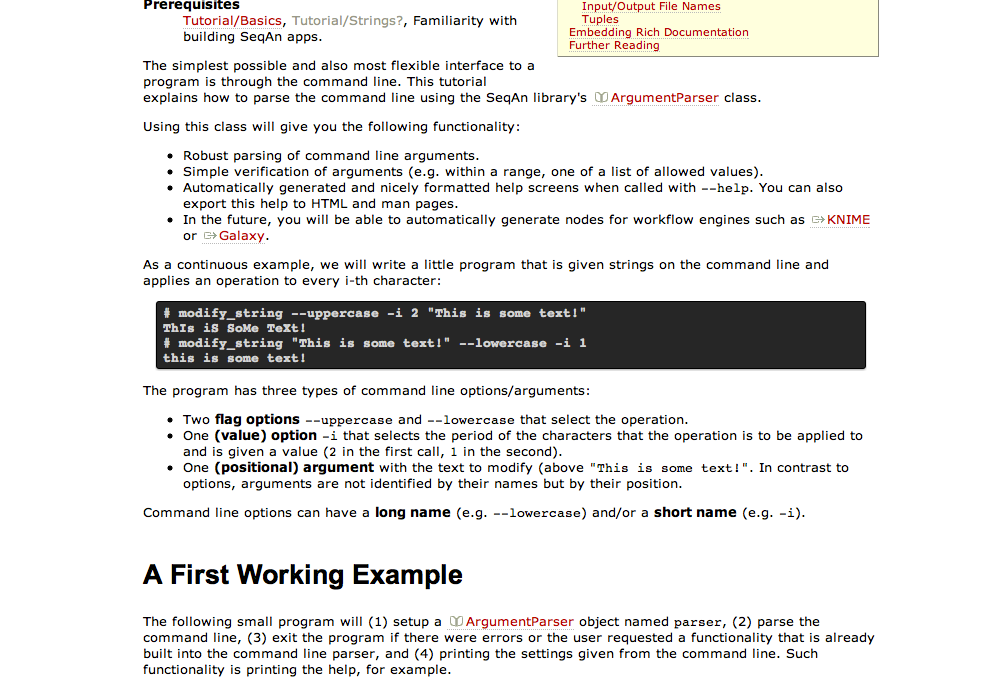 Prerequisites
Tutorial/Basics, Tutorial/Strings?, Familiarity with
building SeqAn apps.
Input/Output File Names
Tuples
Embedding Rich Documentation
Further Reading
The simplest possible and also most flexible interface to a
program is through the command line. This tutorial
explains how to parse the command line using the SeqAn library's ArgumentParser class.
Using this class will give you the following functionality:
• Robust parsing of command line arguments.
• Simple verification of arguments (e.g. within a range, one of a list of allowed values).
• Automatically generated and nicely formatted help screens when called with --help. You can also
export this help to HTML and man pages.
• In the future, you will be able to automatically generate nodes for workflow engines such as KNIME
or Galaxy.
As a continuous example, we will write a little program that is given strings on the command line and
applies an operation to every i-th character:
# modify_string --uppercase -i 2 "This is some text!"
ThIs iS SoMe TeXt!
# modify_string "This is some text!" --lowercase -i 1
this is some text!
The program has three types of command line options/arguments:
• Two flag options --uppercase and --lowercase that select the operation.
• One (value) option -i that selects the period of the characters that the operation is to be applied to
and is given a value (2 in the first call, 1 in the second).
• One (positional) argument with the text to modify (above "This is some text!". In contrast to
options, arguments are not identified by their names but by their position.
Command line options can have a long name (e.g. --lowercase) and/or a short name (e.g. -i).
A First Working Example
The following small program will (1) setup a ArgumentParser object named parser, (2) parse the
command line, (3) exit the program if there were errors or the user requested a functionality that is already
built into the command line parser, and (4) printing the settings given from the command line. Such
functionality is printing the help, for example.